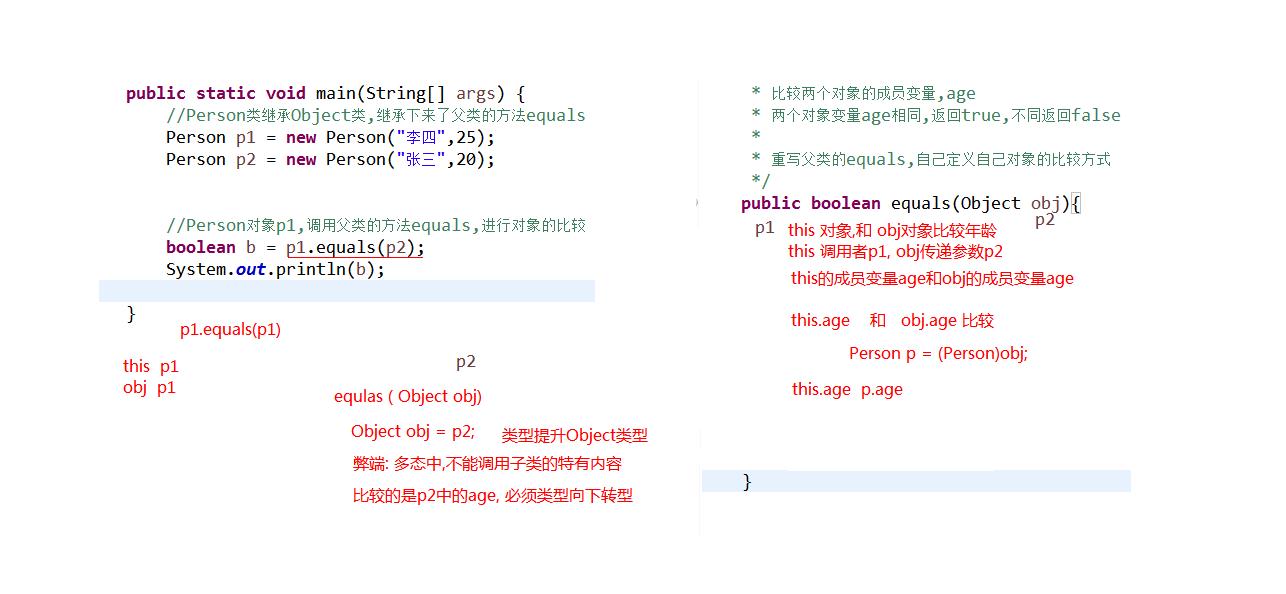 public static void main(String[] args) {
//Person类继承Object类,继承下来了父类的方法equals
Person p1 = new Person("李四",25);
Person p2 = new Person("张三",20);
//Person对象p1,调用父类的方法equals,进行对象的比较
boolean b = p1.equals(p2);
System.out.println(b);
}
p1.equals(p1)
this p1
obj p1
p2
equlas ( Object obj)
Object obj = p2; 类型提升Object类型
弊端: 多态中,不能调用子类的特有内容
比较的是p2中的age, 必须类型向下转型
* 比较两个对象的成员变量,age
* 两个对象变量age相同,返回true,不同返回false
*
* 重写父类的equals,自己定义自己对象的比较方式
*/
public boolean equals(Object obj){
p1 this 对象,和 obj对象比较年龄 p2
this 调用者p1, obj传递参数p2
this的成员变量age和obj的成员变量age
this.age 和 obj.age 比较
Person p = (Person)obj;
this.age p.age
}